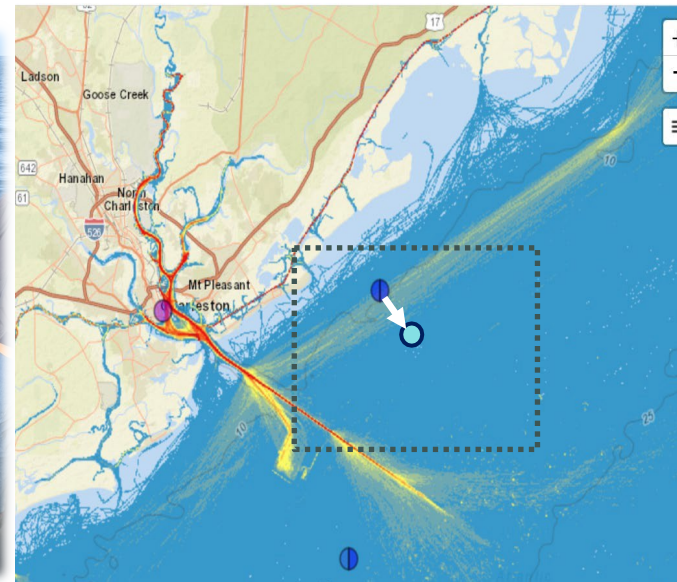 17
Ladson
Goose Creek
642
Hanahan
North
Charleston
61
526
Mt Pleasant
Charleston
10
10
25